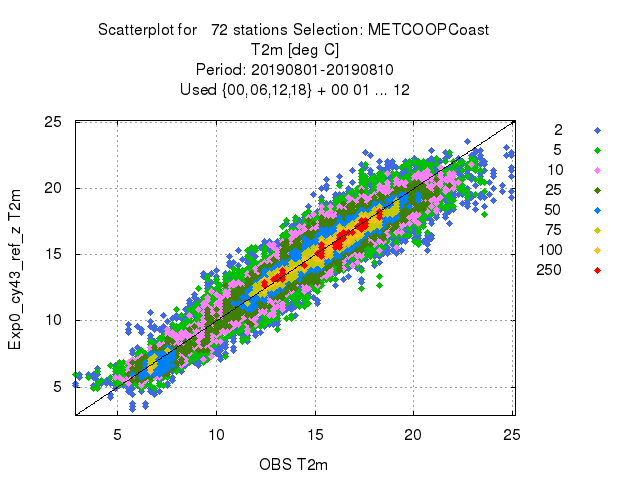 Scatterplot for   72 stations Selection: METCOOPCoast
T2m [deg C]
Period: 20190801-20190810
Used {00,06,12,18} + 00 01 ... 12
25
20
15
10
5
Exp0_cy43_ref_z T2m
5 10 15 20 25
OBS T2m
2
5
10
25
50
75
100
250